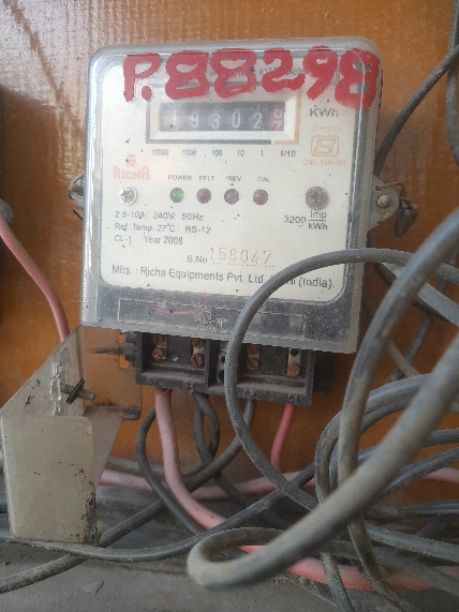 P.88298
19302
KWh
10000 1000 100 10 1 1/10
RICHA
POWER EFLT REV CAL
2.5-10A. 240V. 50Hz
3200 Imp/kWh
Ref. Temp. 27°C RS-12
CL-1 Year 2008
S.No 158047
Mfrs. : Richa Equipments Pvt. Ltd (India).